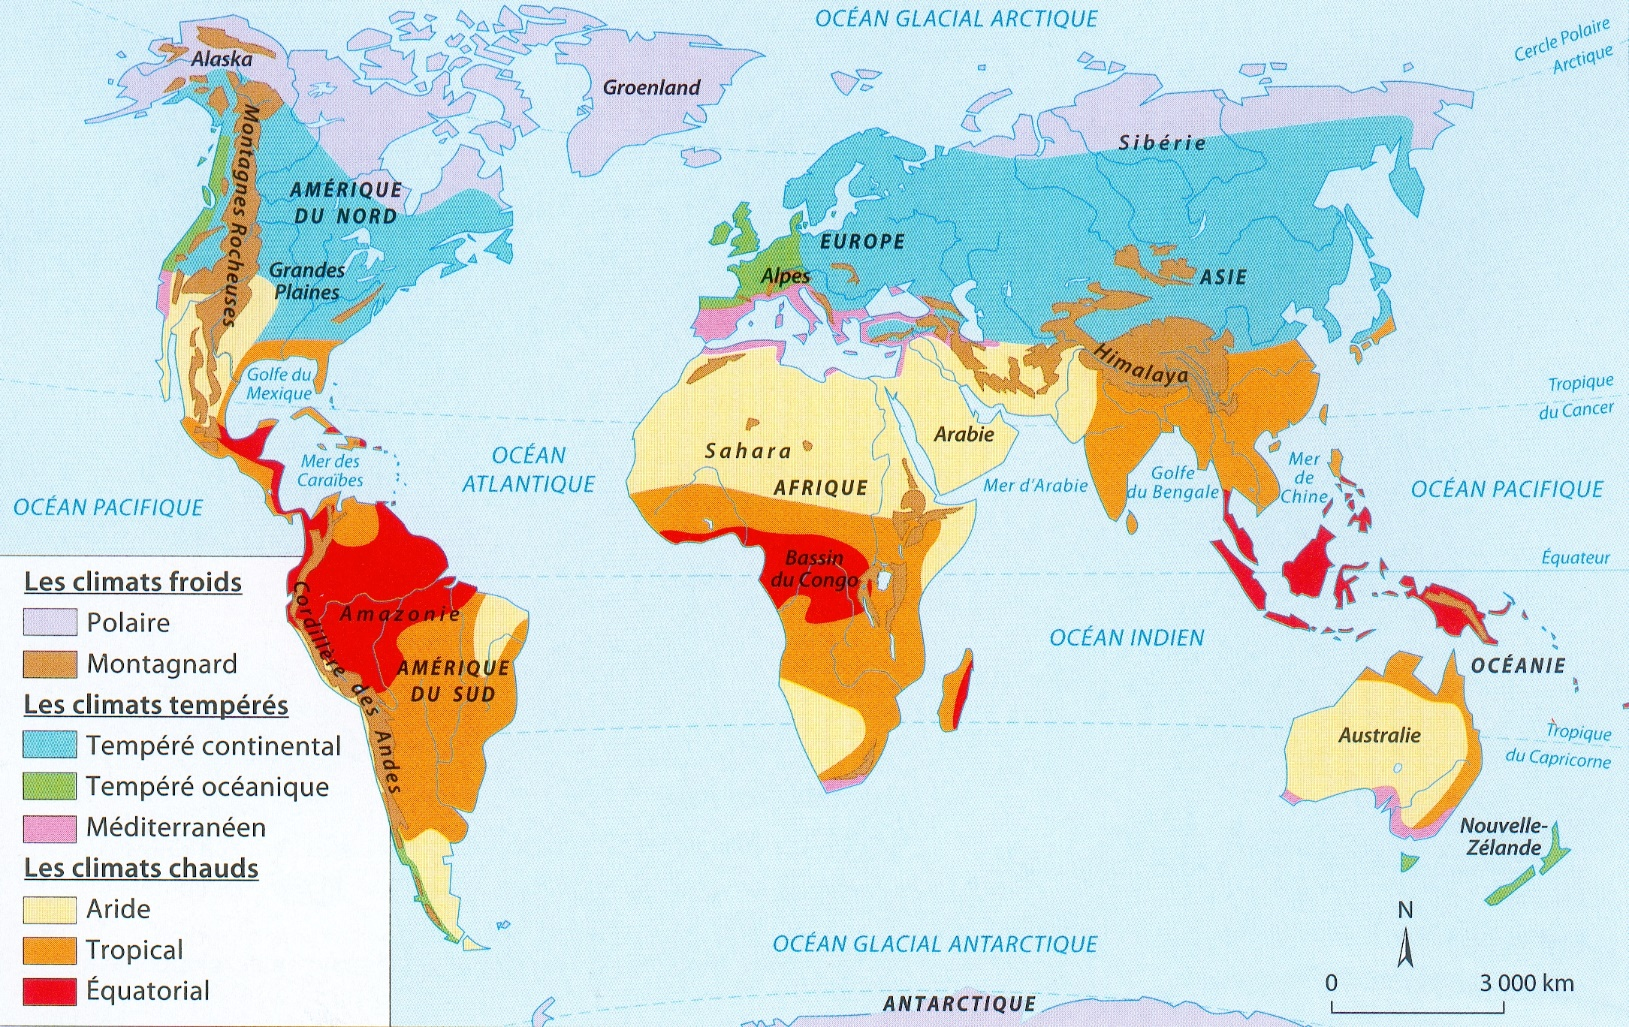 OCÉAN GLACIAL ARCTIQUE
Cercle Polaire
Arctique
Alaska
Groenland
Sibérie
Montagnes Rocheuses
AMÉRIQUE
DU NORD
EUROPE
Grandes
Plaines
Alpes
ASIE
Himalaya
Golfe du
Mexique
Tropique
du Cancer
Sahara
Arabie
OCÉAN
ATLANTIQUE
Mer des
Caraïbes
AFRIQUE
Mer d'Arabie
Golfe
du Bengale
Mer
de
Chine
OCÉAN PACIFIQUE
OCÉAN PACIFIQUE
Équateur
Bassin
du Congo
Amazonie
Cordillère des Andes
AMÉRIQUE
DU SUD
OCÉAN INDIEN
OCÉANIE
Australie
Tropique
du Capricorne
Nouvelle-
Zélande
Les climats froids
Polaire
Montagnard
Les climats tempérés
Tempéré continental
Tempéré océanique
Méditerranéen
Les climats chauds
Aride
Tropical
Équatorial
OCÉAN GLACIAL ANTARCTIQUE
ANTARCTIQUE
N
0 3 000 km